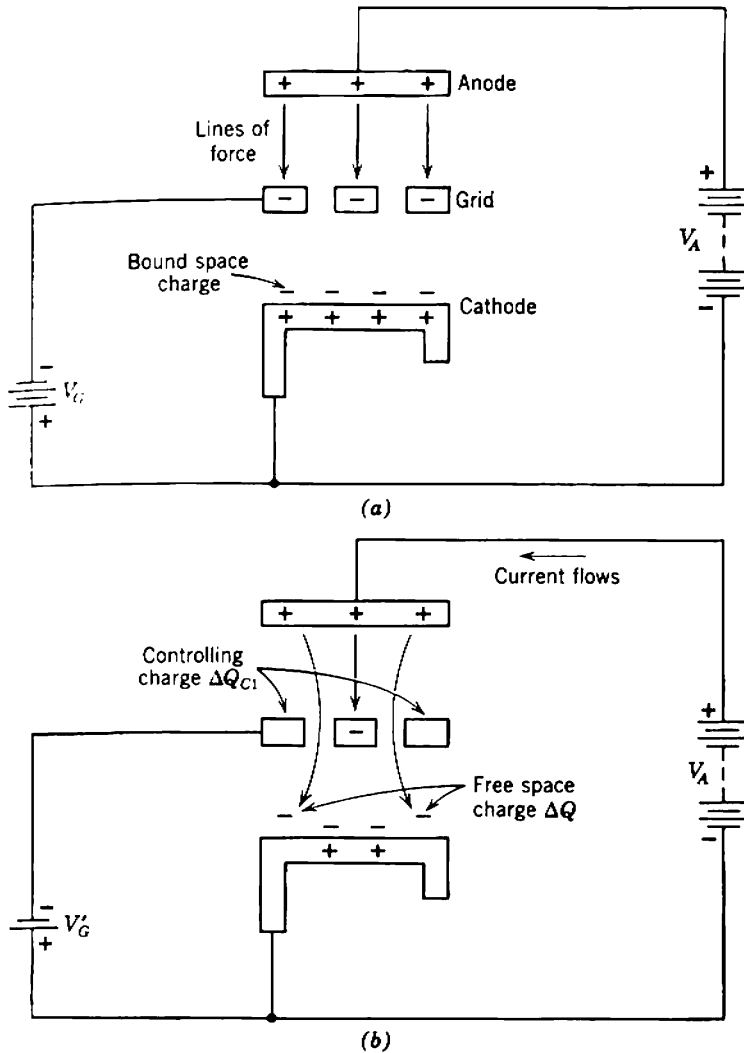 + + +
Anode
Lines of
force
+
- - -
Grid
V_A
Bound space
charge
- - - -
Cathode
+ + + +
-
-
V_G
+
(a)
Current flows
+ + +
Controlling
charge ΔQ_C1
+
-
V_A
Free space
charge ΔQ
- - - -
+ +
-
-
V'_G
+
(b)